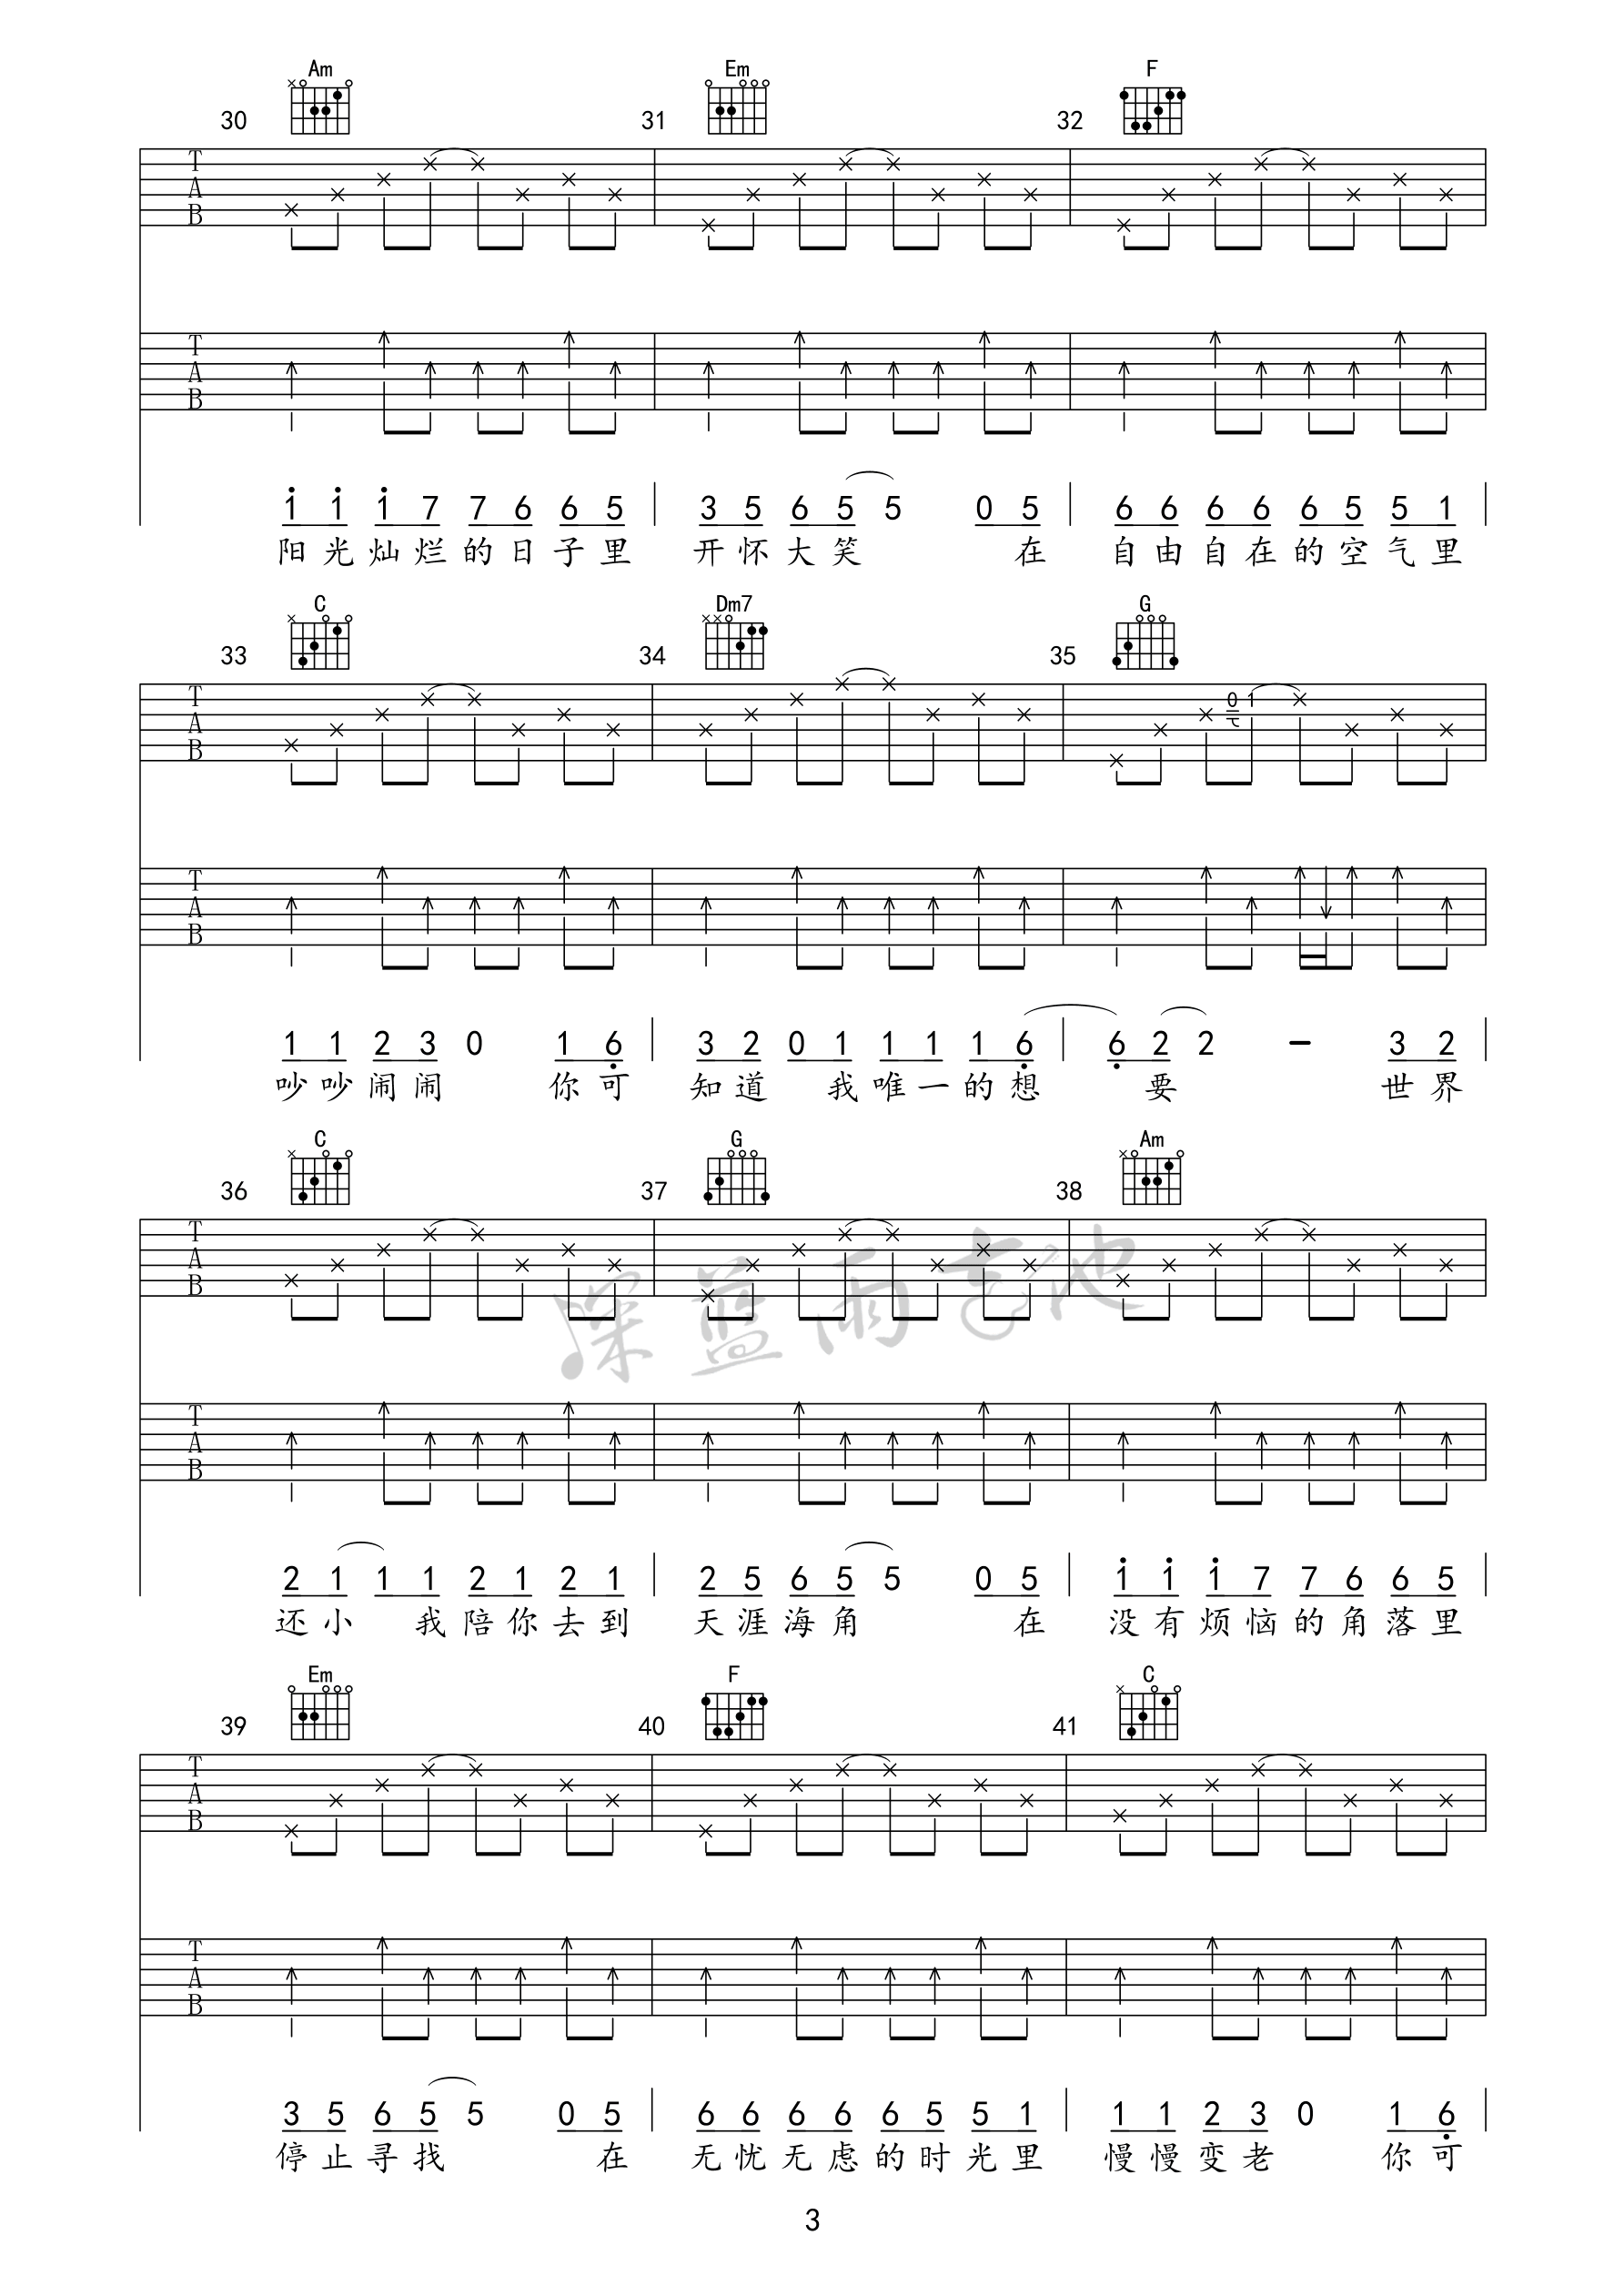 Am Em F
30 31 32
T A B
T A B
1 1 1 7 7 6 6 5 3 5 6 5 5 0 5 6 6 6 6 6 5 5 1
阳光灿烂的日子里 开怀大笑 在 自由自在的空气里
C Dm7 G
33 34 35
T A B
0 1
T A B
1 1 2 3 0 1 6 3 2 0 1 1 1 1 6 6 2 2 – 3 2
吵吵闹闹 你可 知道 我唯一的想 要 世界
C G Am
36 37 38
T A B
深蓝雨吉他
T A B
2 1 1 1 2 1 2 1 2 5 6 5 5 0 5 1 1 1 7 7 6 6 5
还小 我陪你去到 天涯海角 在 没有烦恼的角落里
Em F C
39 40 41
T A B
T A B
3 5 6 5 5 0 5 6 6 6 6 6 5 5 1 1 1 2 3 0 1 6
停止寻找 在 无忧无虑的时光里 慢慢变老 你可
3